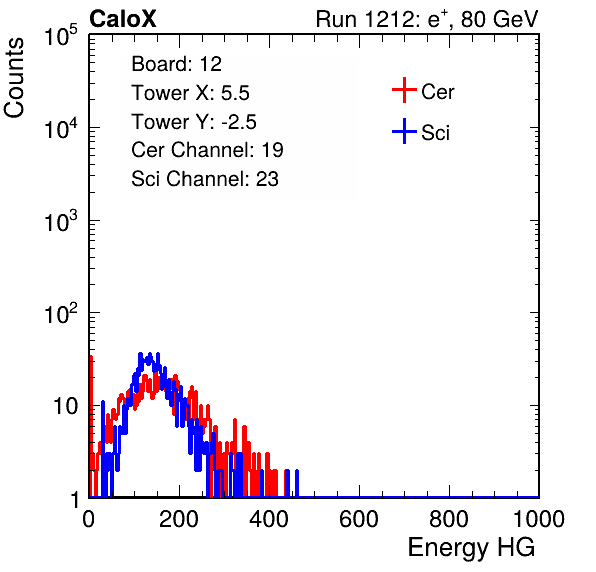 CaloX Run 1212: e⁺, 80 GeV
Counts
Board: 12
Tower X: 5.5
Tower Y: -2.5
Cer Channel: 19
Sci Channel: 23
Cer
Sci
10⁵
10⁴
10³
10²
10
1
0 200 400 600 800 1000
Energy HG